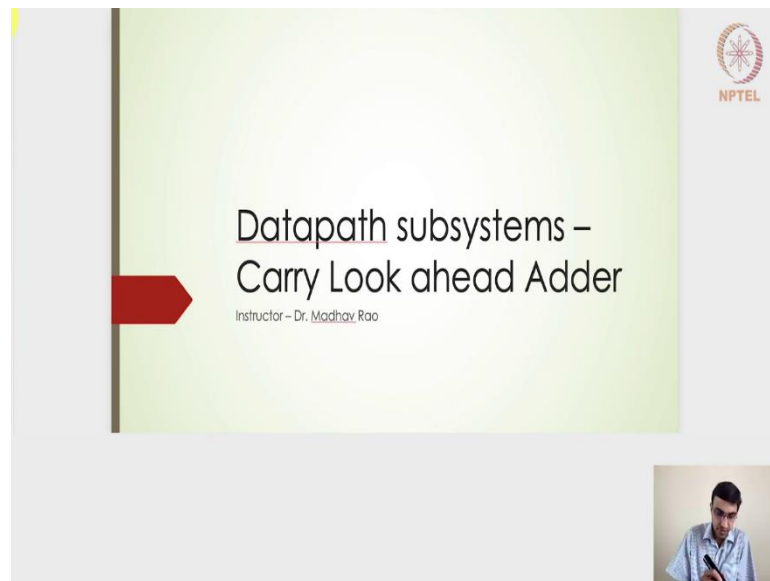 NPTEL
Datapath subsystems –
Carry Look ahead Adder
Instructor – Dr. Madhav Rao